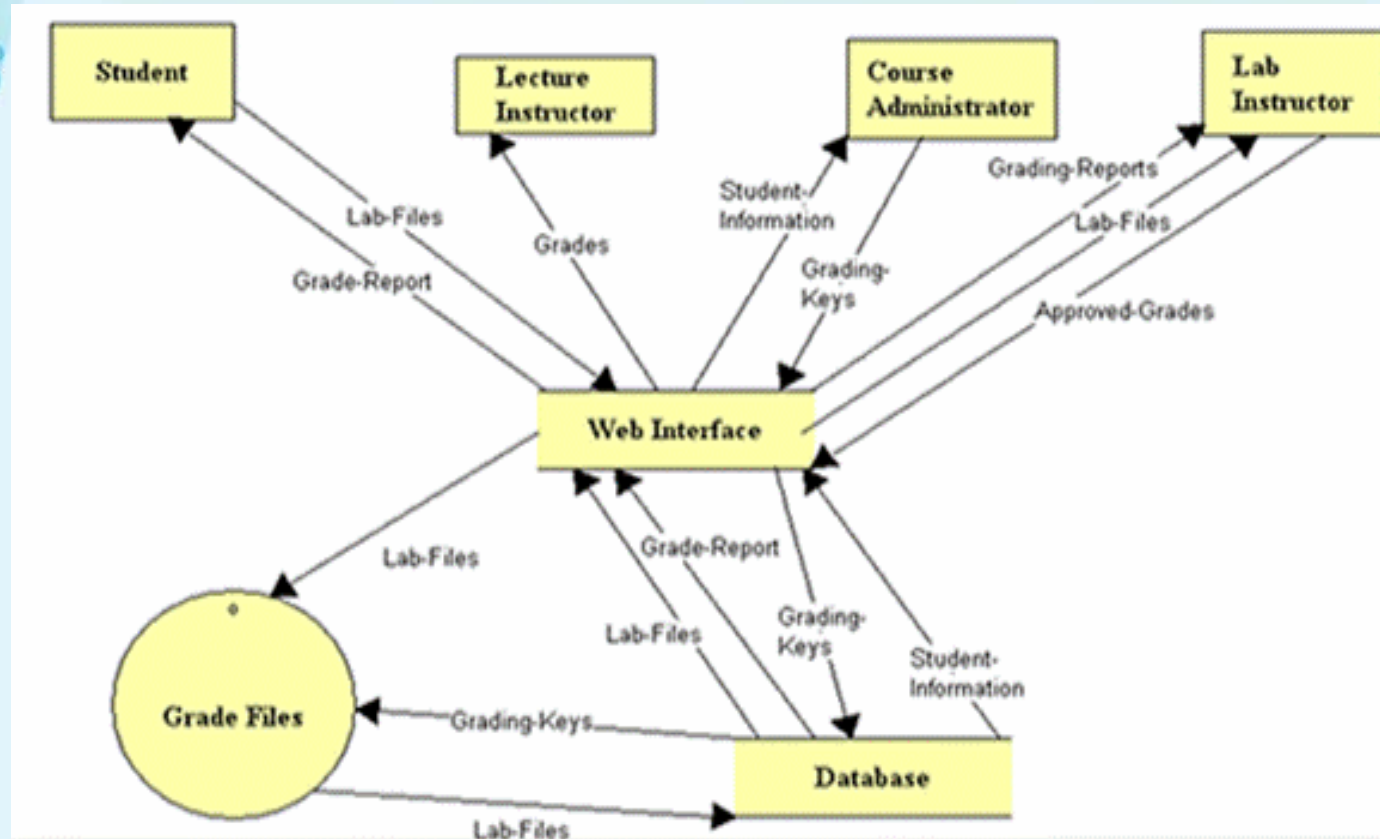 Student
Lecture
Instructor
Course
Administrator
Lab
Instructor
Grading-Reports
Student-
Information
Lab-Files
Lab-Files
Grades
Grading-
Keys
Grade-Report
Approved-Grades
Web Interface
Lab-Files
Grade-Report
Grading-
Keys
Lab-Files
Student-
Information
Grade Files
Grading-Keys
Database
Lab-Files